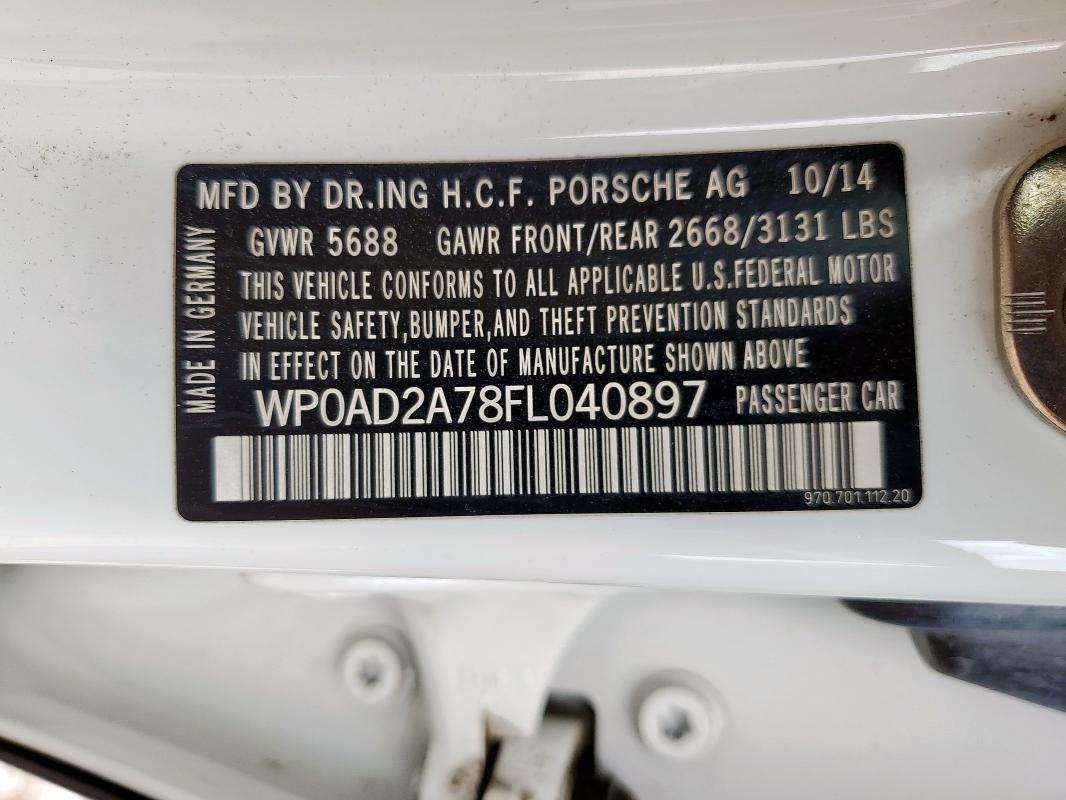 MFD BY DR.ING H.C.F. PORSCHE AG 10/14
GVWR 5688 GAWR FRONT/REAR 2668/3131 LBS
THIS VEHICLE CONFORMS TO ALL APPLICABLE U.S.FEDERAL MOTOR
VEHICLE SAFETY,BUMPER,AND THEFT PREVENTION STANDARDS
IN EFFECT ON THE DATE OF MANUFACTURE SHOWN ABOVE
WP0AD2A78FL040897 PASSENGER CAR
970.701.112.20
MADE IN GERMANY